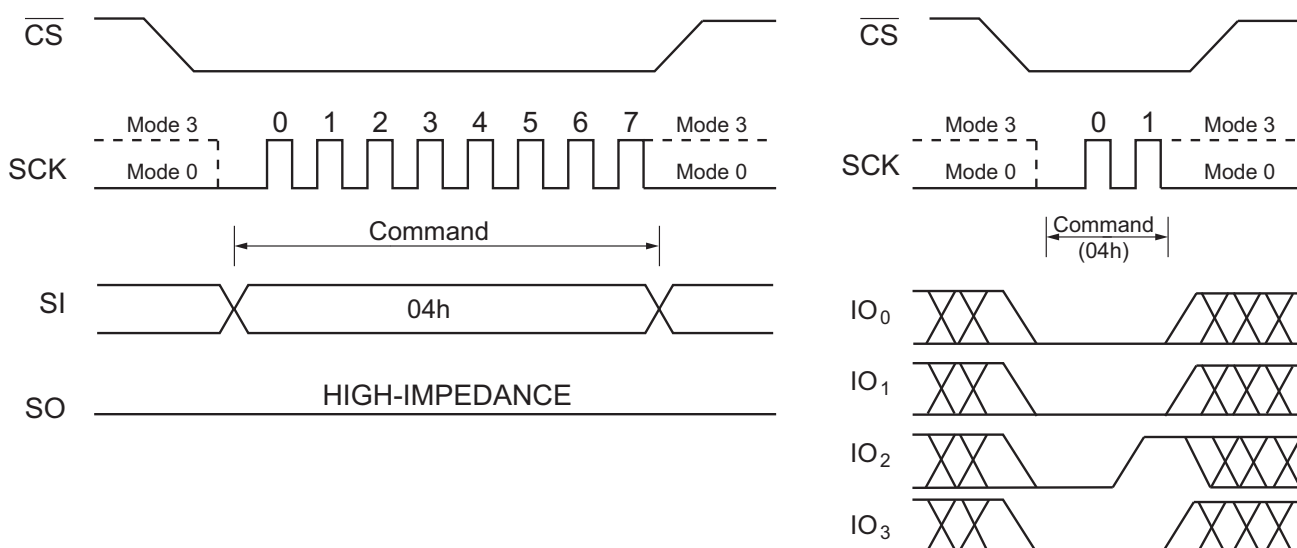 CS
Mode 3 0 1 2 3 4 5 6 7 Mode 3
SCK
Mode 0 Mode 0
Command
SI
04h
SO
HIGH-IMPEDANCE
CS
Mode 3 0 1 Mode 3
SCK
Mode 0 Mode 0
Command
(04h)
IO0
IO1
IO2
IO3